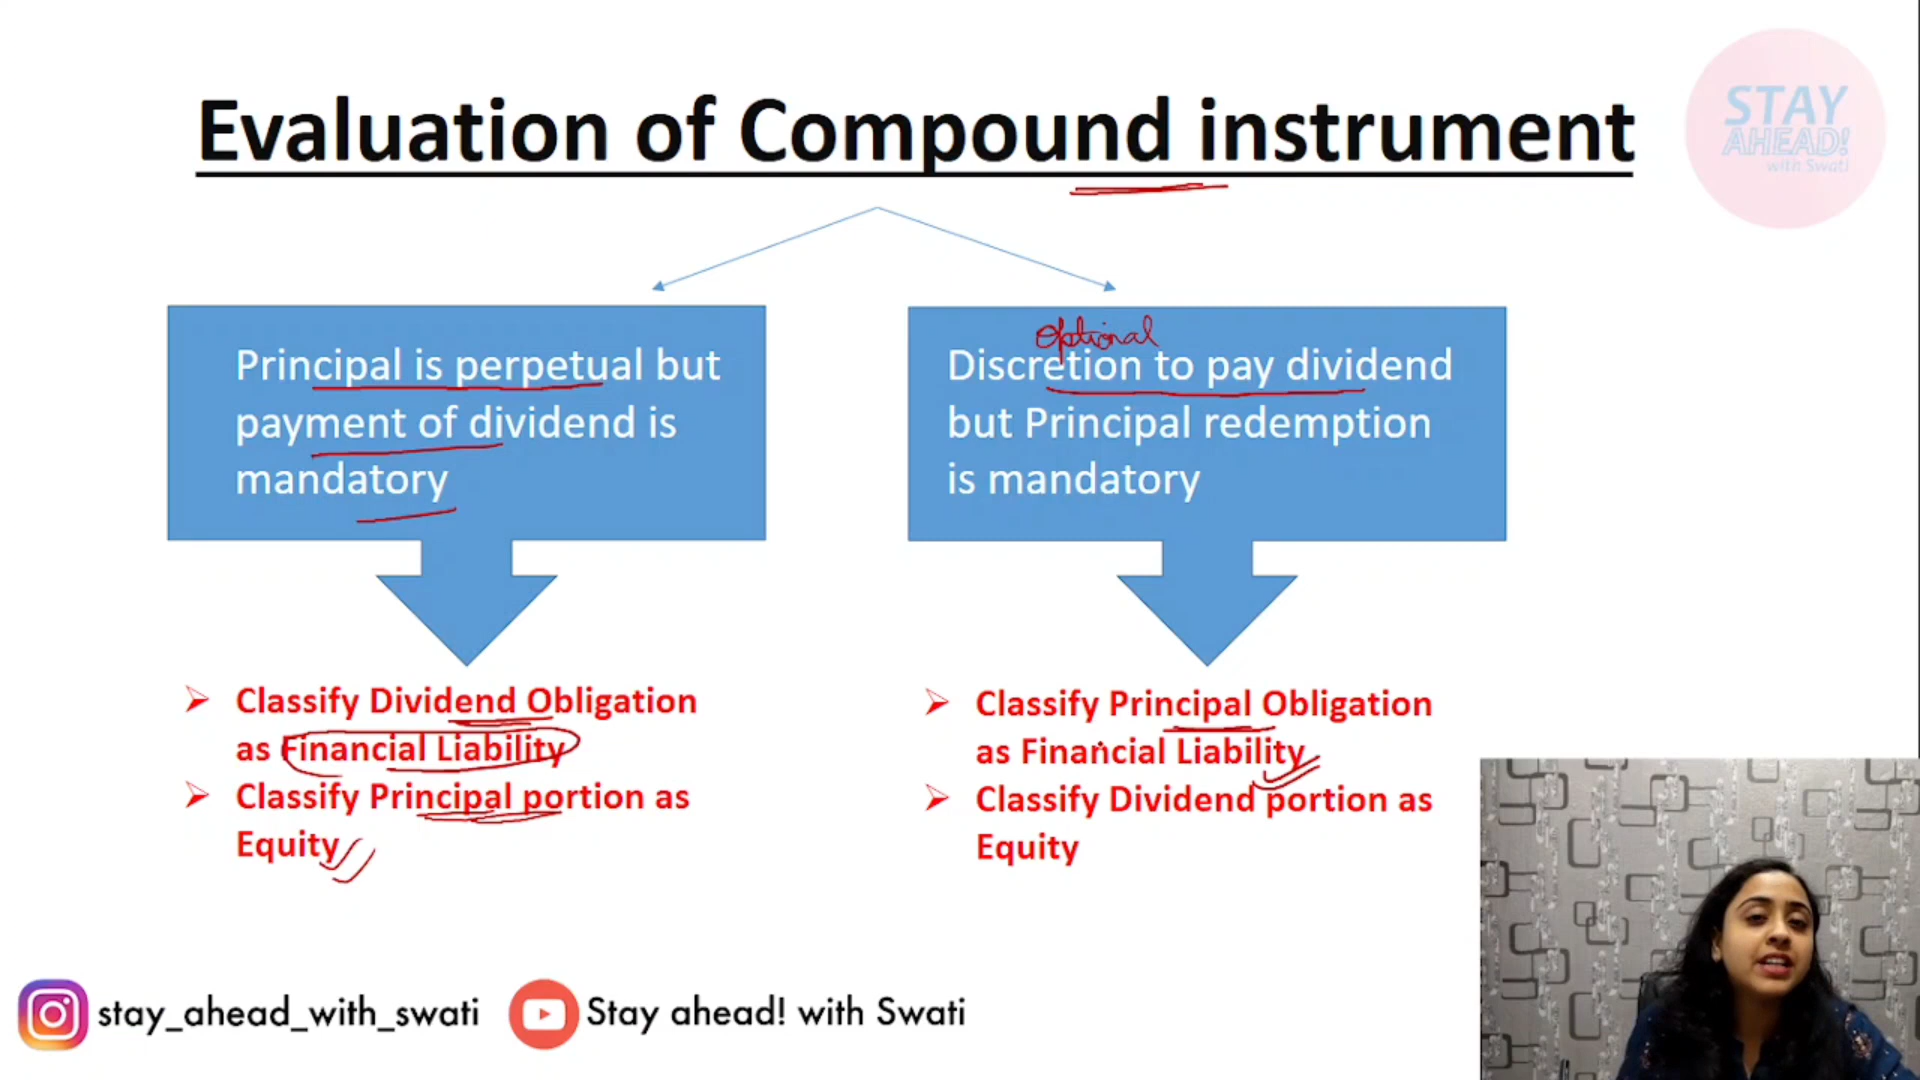 Evaluation of Compound instrument
STAY
AHEAD!
with Swati
Principal is perpetual but
payment of dividend is
mandatory
optional
Discretion to pay dividend
but Principal redemption
is mandatory
➢ Classify Dividend Obligation
as Financial Liability
➢ Classify Principal portion as
Equity
➢ Classify Principal Obligation
as Financial Liability
➢ Classify Dividend portion as
Equity
stay_ahead_with_swati
Stay ahead! with Swati